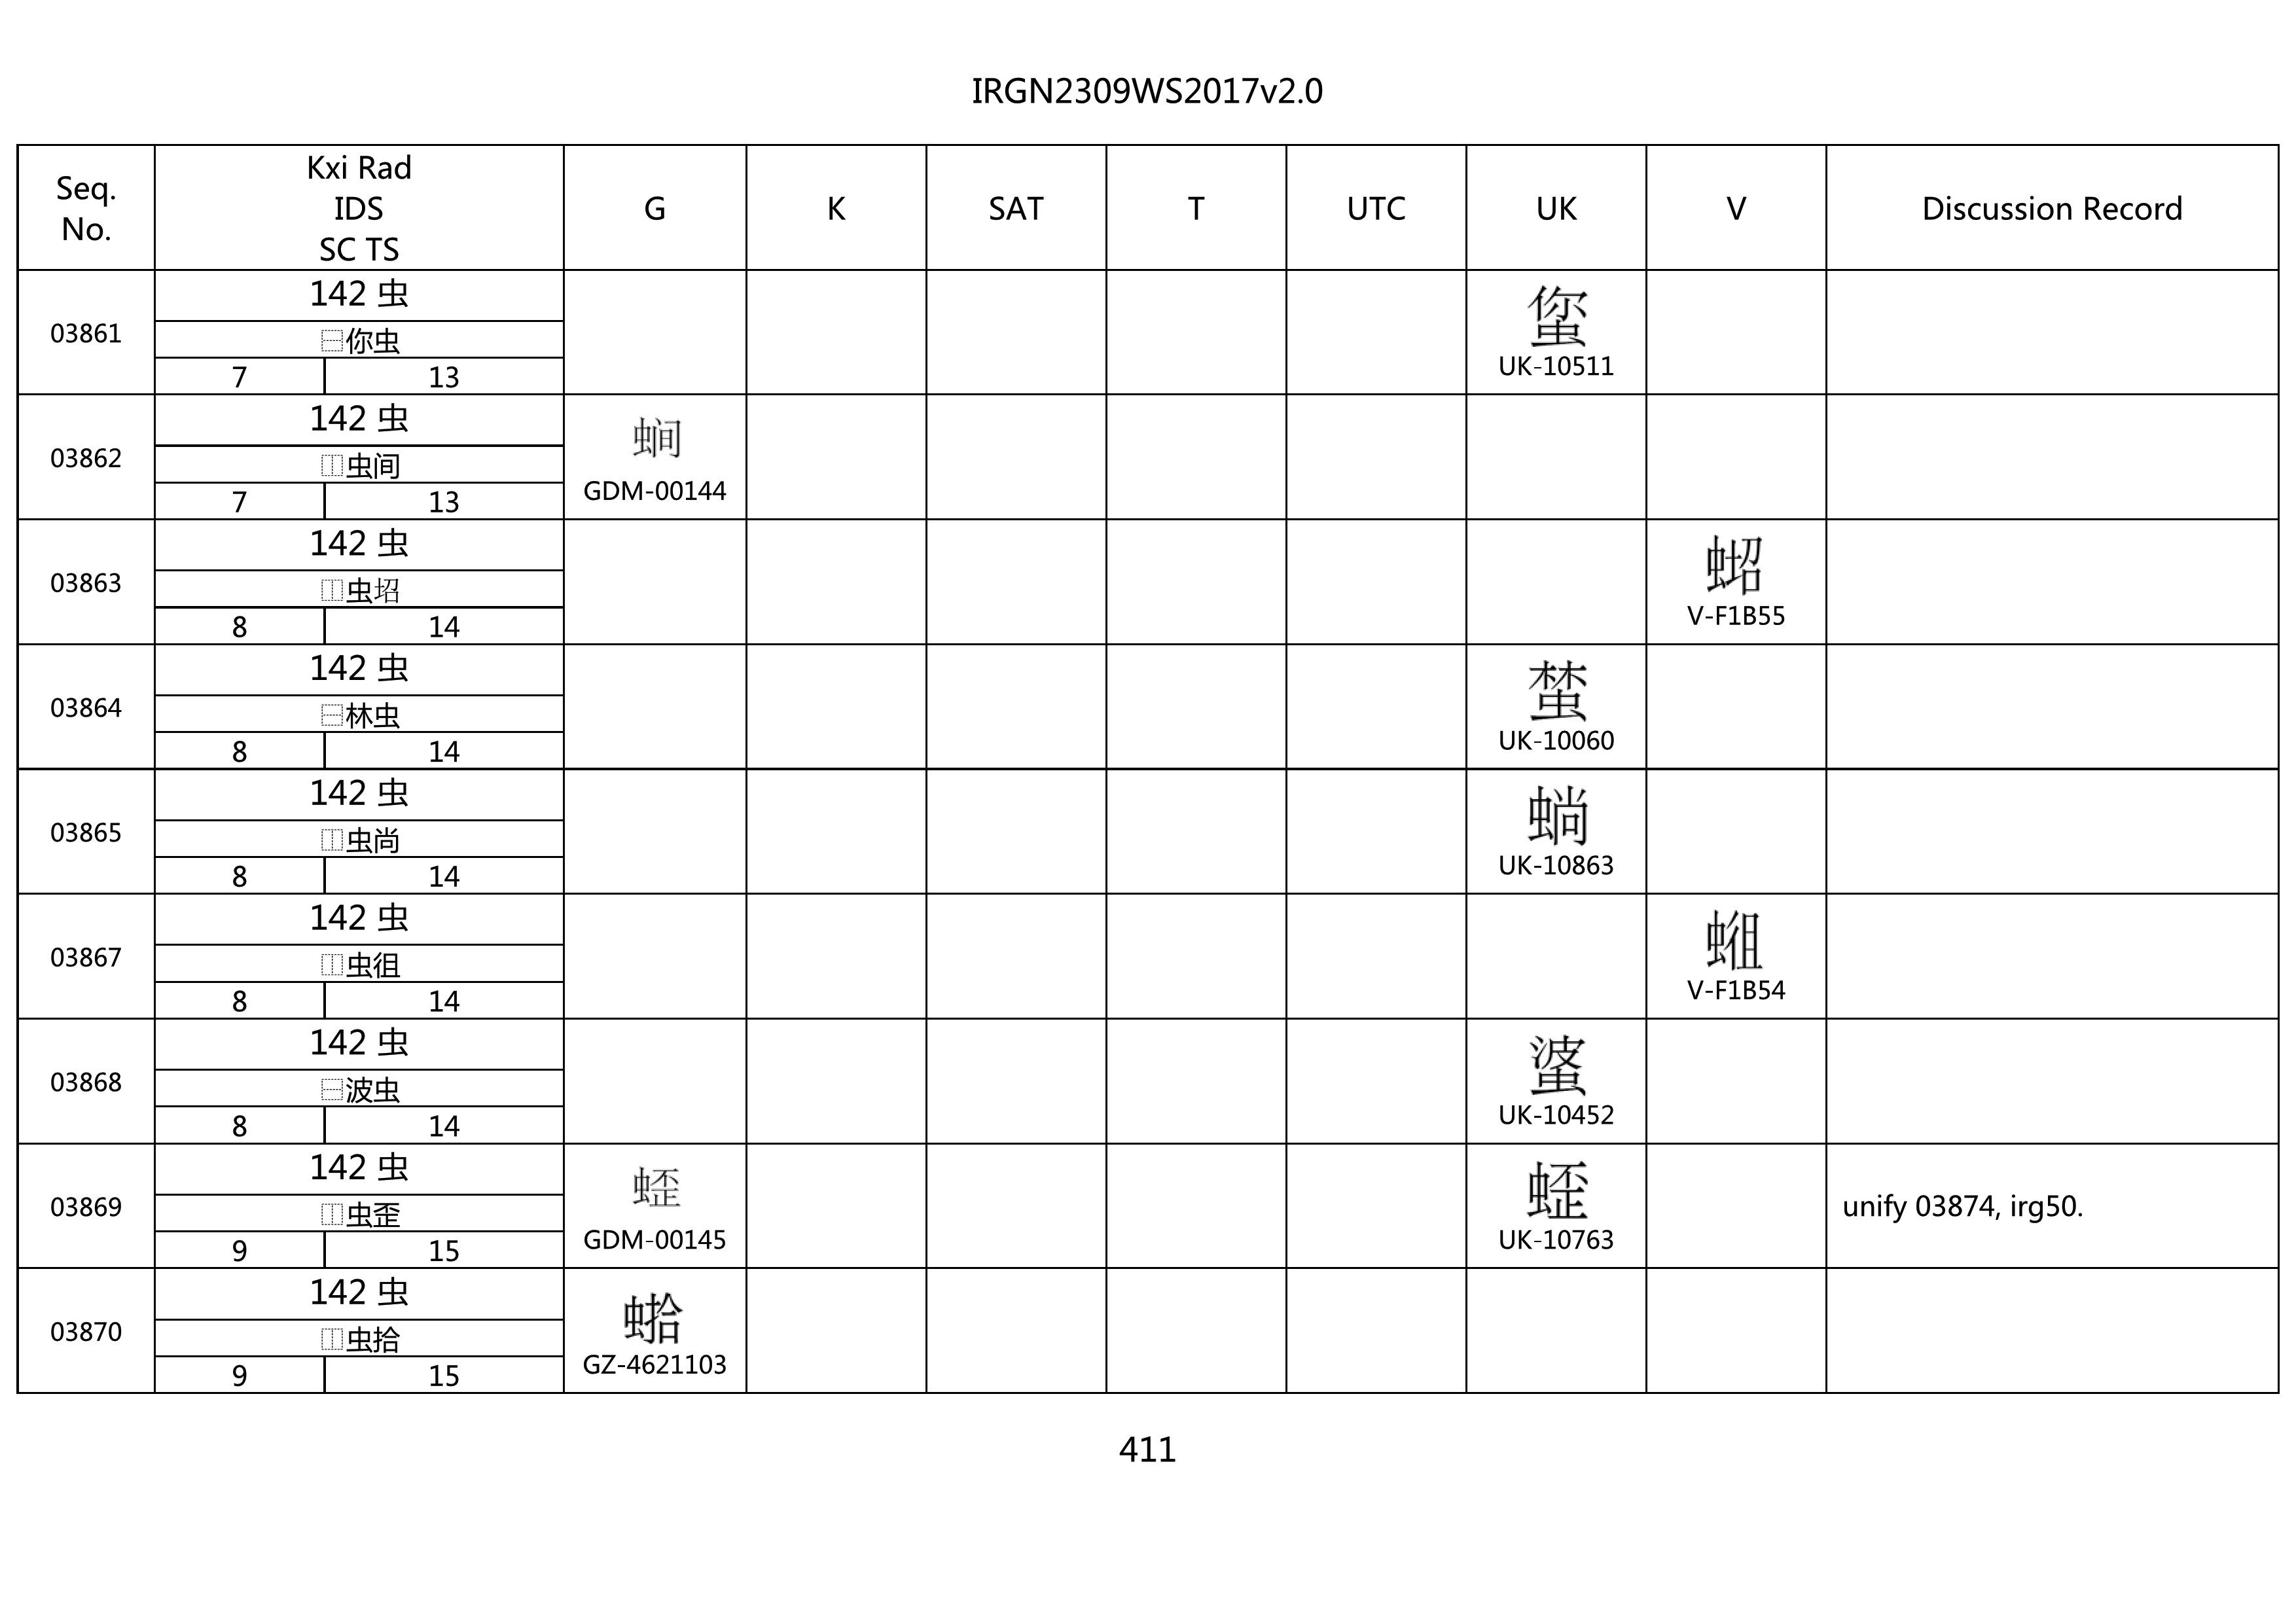 IRGN2309WS2017v2.0
Seq. No. Kxi Rad IDS SC TS G K SAT T UTC UK V Discussion Record
03861
142 虫
⿱你虫
7 13
UK-10511
03862
142 虫
⿰虫间
7 13
GDM-00144
03863
142 虫
⿰虫垉
8 14
V-F1B55
03864
142 虫
⿱林虫
8 14
UK-10060
03865
142 虫
⿰虫尚
8 14
UK-10863
03867
142 虫
⿰虫徂
8 14
V-F1B54
03868
142 虫
⿱波虫
8 14
UK-10452
03869
142 虫
⿰虫歪
9 15
GDM-00145
UK-10763
unify 03874, irg50.
03870
142 虫
⿰虫拾
9 15
GZ-4621103
411